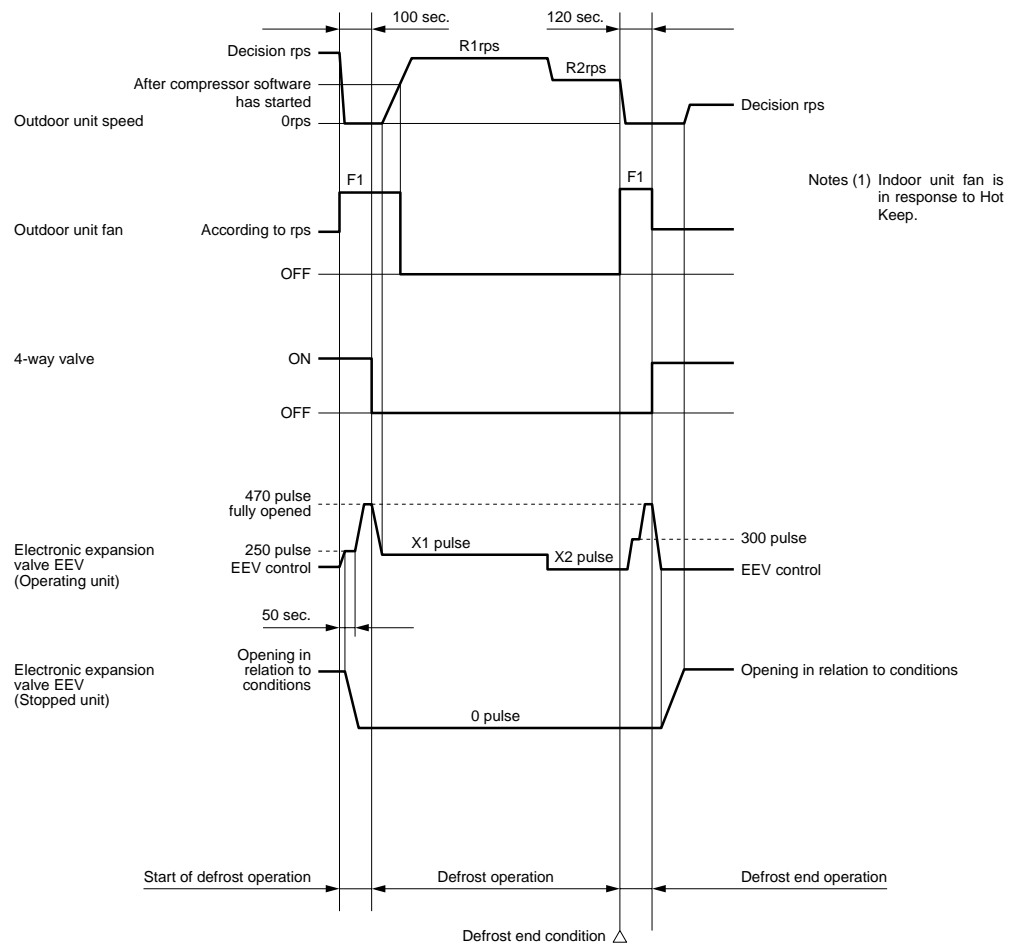 100 sec.
120 sec.
Decision rps
R1rps
R2rps
After compressor software
has started
Decision rps
Outdoor unit speed
0rps
F1
F1
Notes (1) Indoor unit fan is
in response to Hot
Keep.
Outdoor unit fan
According to rps
OFF
4-way valve
ON
OFF
470 pulse
fully opened
Electronic expansion
valve EEV
(Operating unit)
250 pulse
EEV control
X1 pulse
X2 pulse
300 pulse
EEV control
50 sec.
Electronic expansion
valve EEV
(Stopped unit)
Opening in
relation to
conditions
0 pulse
Opening in relation to conditions
Start of defrost operation
Defrost operation
Defrost end operation
Defrost end condition △